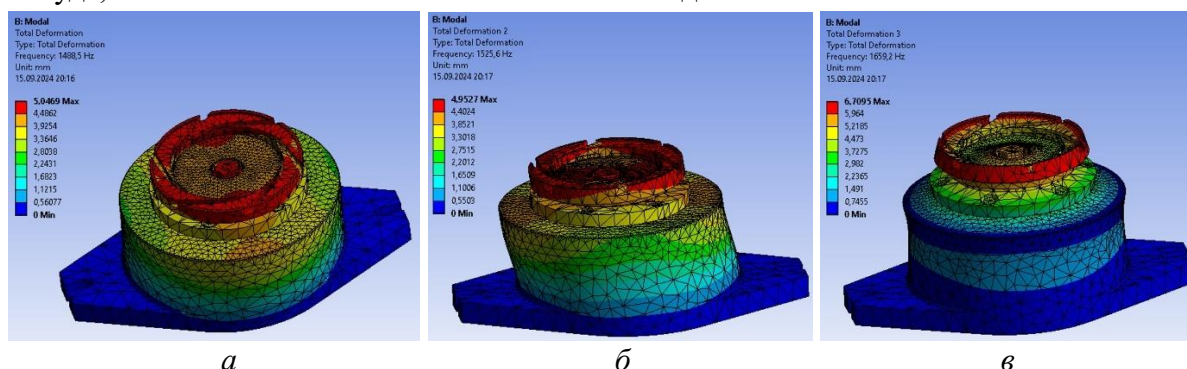 B: Modal
Total Deformation
Type: Total Deformation
Frequency: 1488,5 Hz
Unit: mm
15.09.2024 20:16
5,0469 Max
4,4862
3,9254
3,3646
2,8038
2,2431
1,6823
1,1215
0,56077
0 Min
B: Modal
Total Deformation 2
Type: Total Deformation
Frequency: 1525,6 Hz
Unit: mm
15.09.2024 20:17
4,9527 Max
4,4024
3,8521
3,3018
2,7515
2,2012
1,6509
1,1006
0,5503
0 Min
B: Modal
Total Deformation 3
Type: Total Deformation
Frequency: 1659,2 Hz
Unit: mm
15.09.2024 20:17
6,7095 Max
5,964
5,2185
4,473
3,7275
2,982
2,2365
1,491
0,7455
0 Min
а
б
в